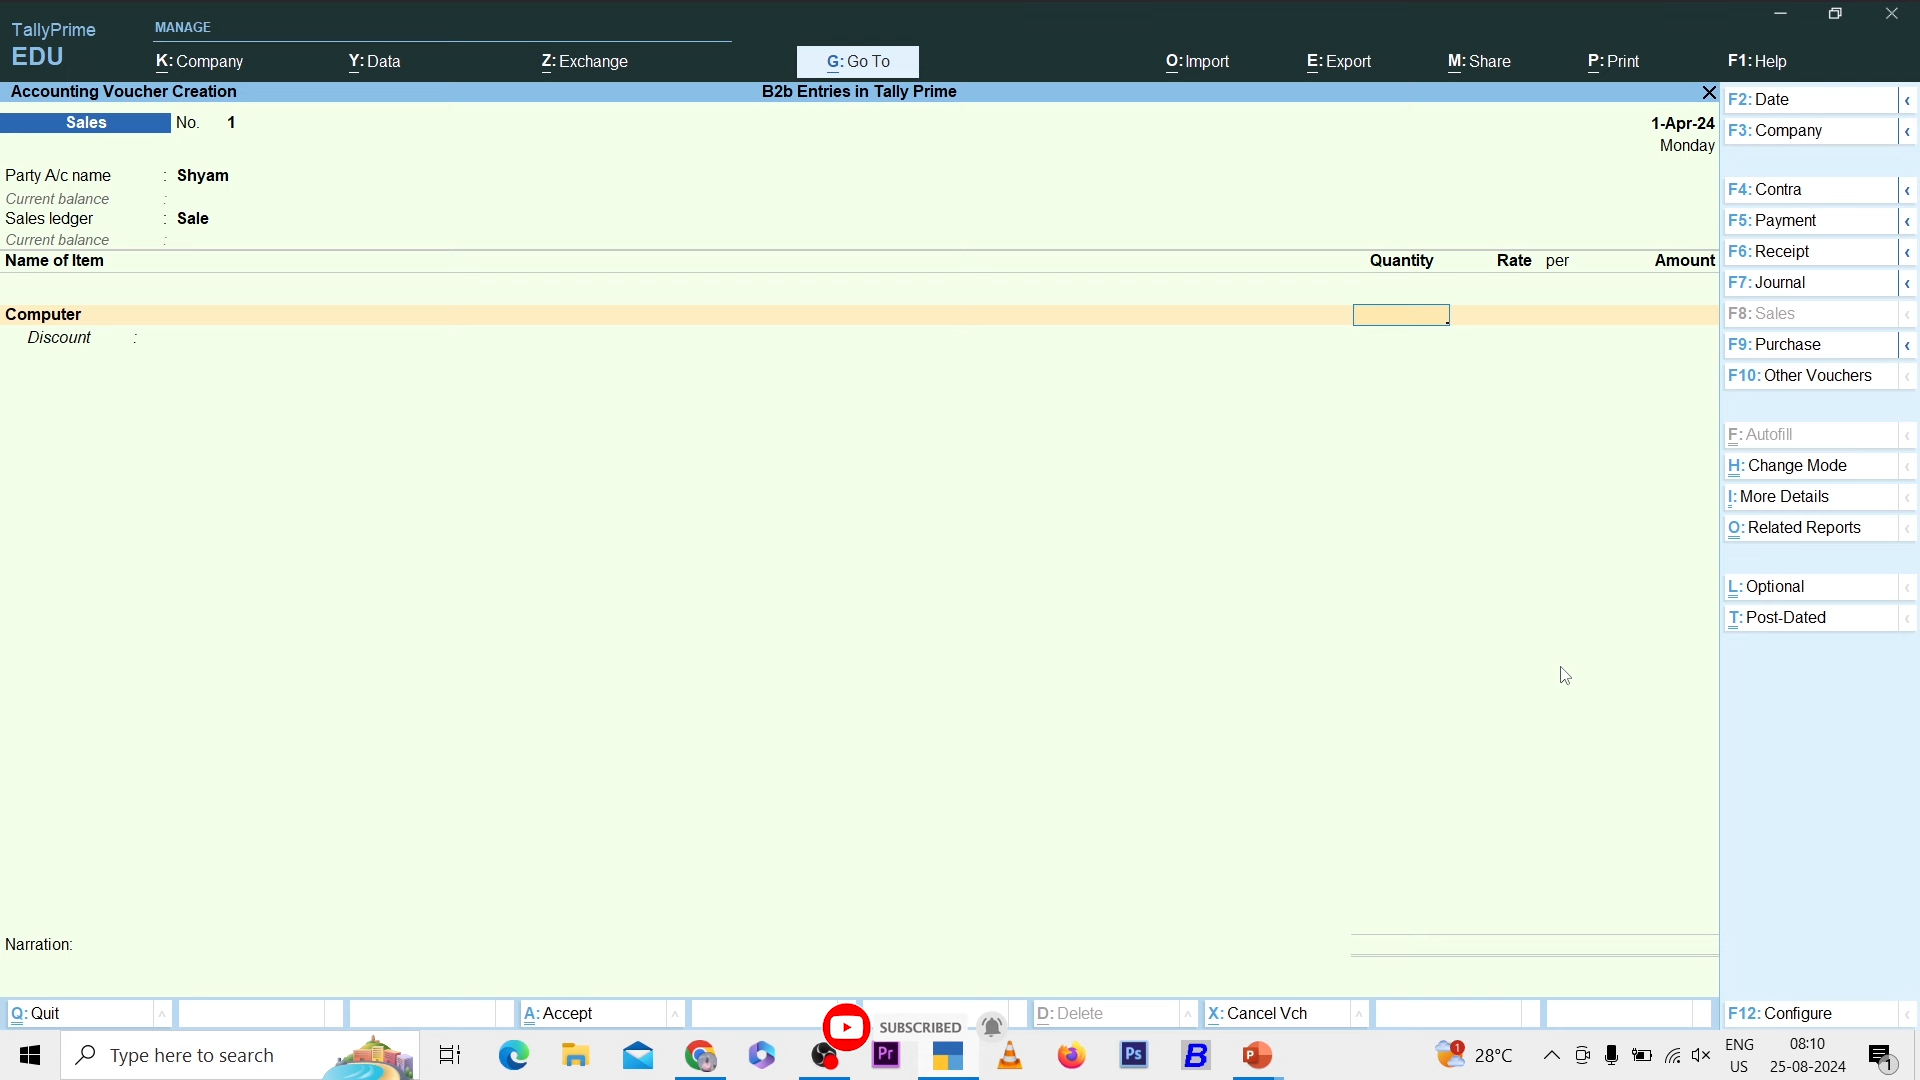 TallyPrime
EDU
MANAGE
K: Company
Y: Data
Z: Exchange
G: Go To
O: Import
E: Export
M: Share
P: Print
F1: Help
Accounting Voucher Creation
B2b Entries in Tally Prime
Sales No. 1
1-Apr-24
Monday
Party A/c name : Shyam
Current balance :
Sales ledger : Sale
Current balance :
Name of Item Quantity Rate per Amount
Computer
Discount :
Narration:
F2: Date
F3: Company
F4: Contra
F5: Payment
F6: Receipt
F7: Journal
F8: Sales
F9: Purchase
F10: Other Vouchers
F: Autofill
H: Change Mode
I: More Details
O: Related Reports
L: Optional
T: Post-Dated
F12: Configure
Q: Quit
A: Accept
D: Delete
X: Cancel Vch
SUBSCRIBED
Type here to search
Pr
Ps
B
P
1
28°C
ENG
US
08:10
25-08-2024
1